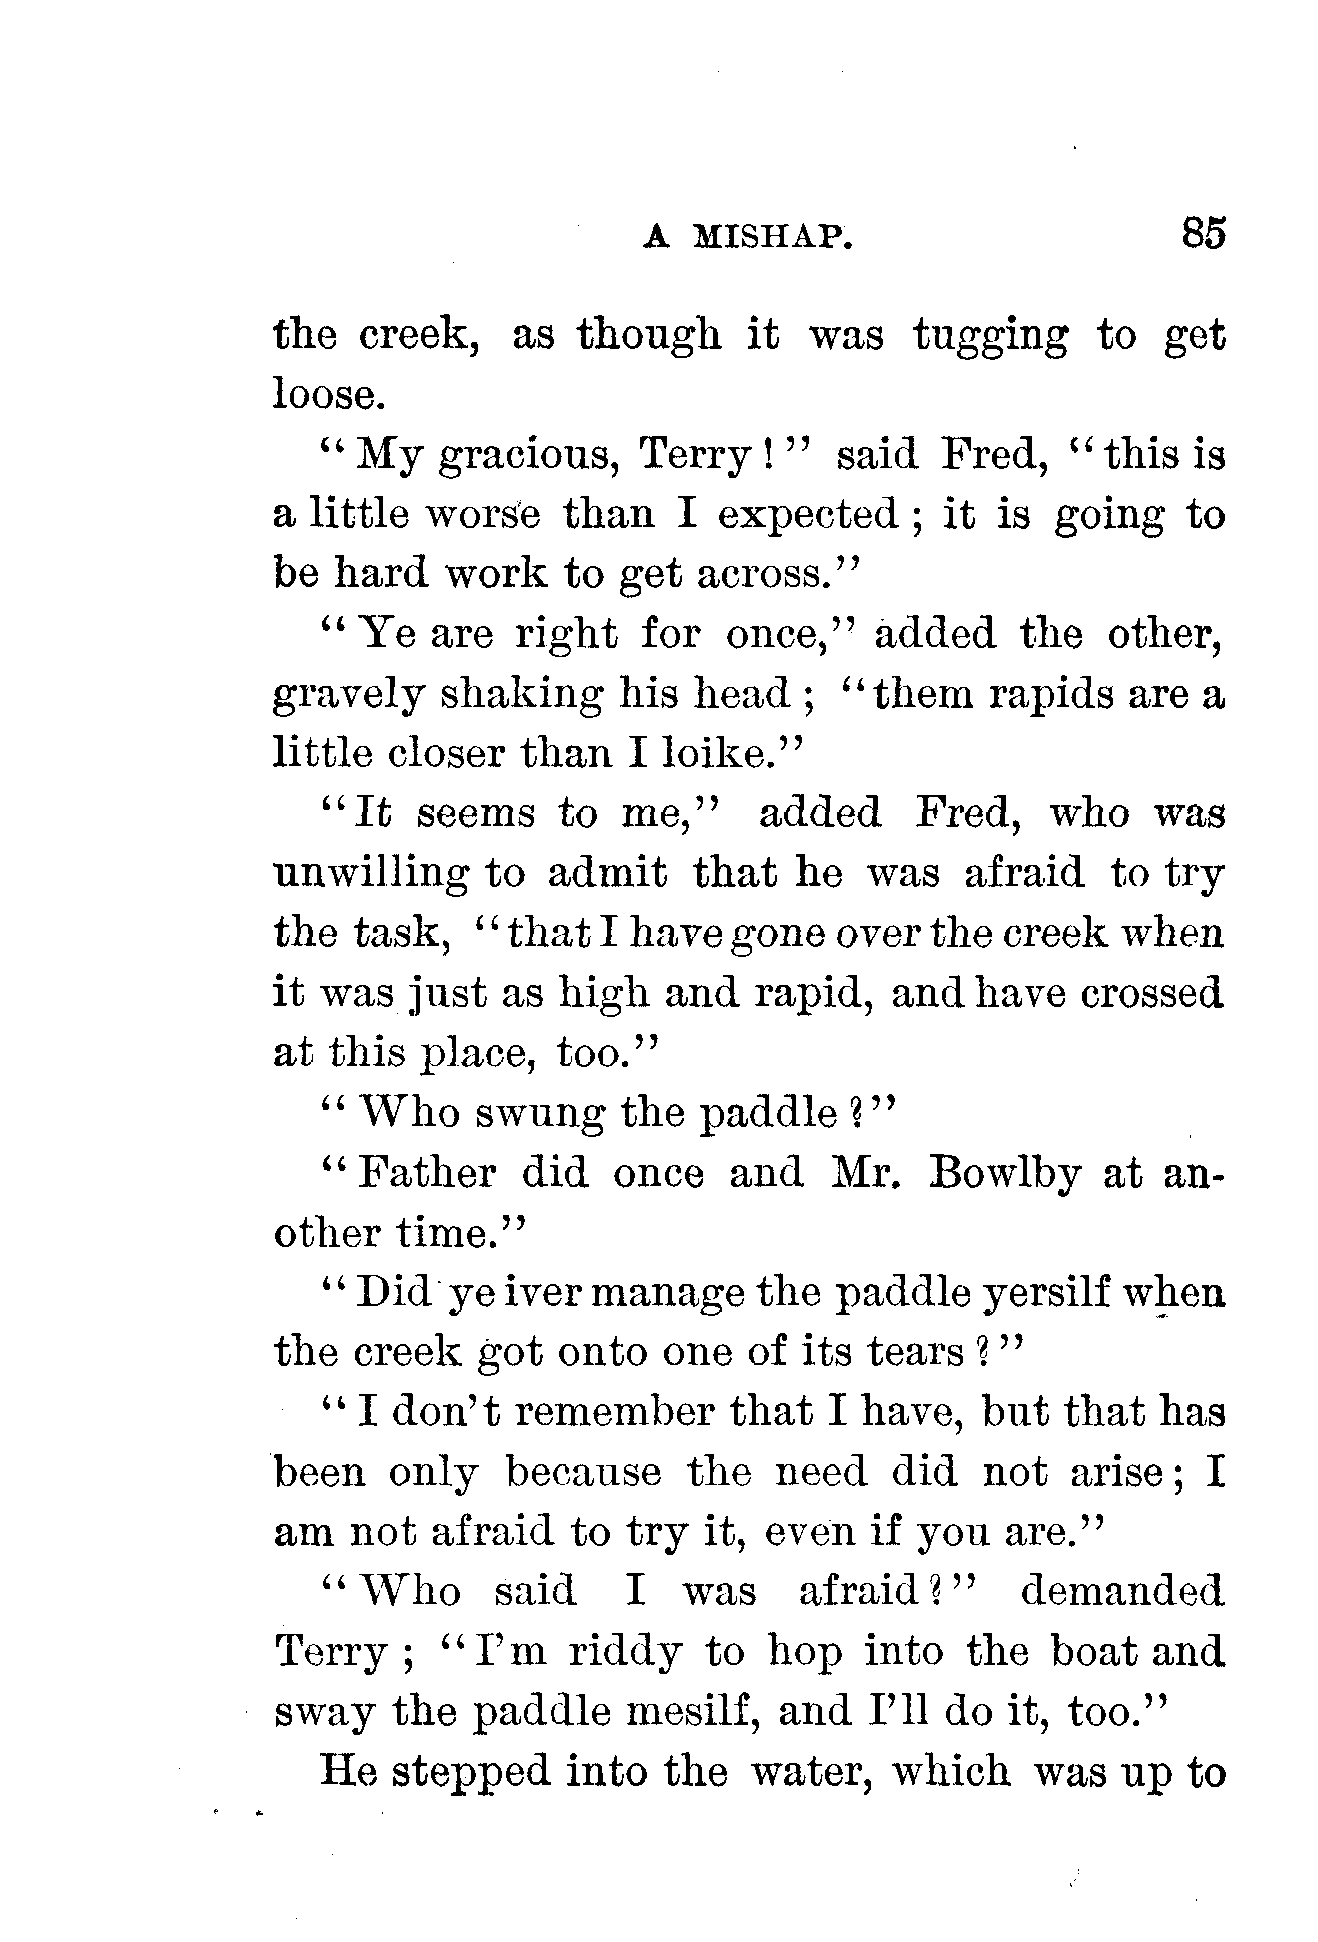 A MISHAP. 85
the creek, as though it was tugging to get
loose.
"My gracious, Terry!" said Fred, "this is
a little worse than I expected; it is going to
be hard work to get across."
"Ye are right for once," added the other,
gravely shaking his head; "them rapids are a
little closer than I loike."
"It seems to me," added Fred, who was
unwilling to admit that he was afraid to try
the task, "that I have gone over the creek when
it was just as high and rapid, and have crossed
at this place, too."
"Who swung the paddle?"
"Father did once and Mr. Bowlby at an-
other time."
"Did ye iver manage the paddle yersilf when
the creek got onto one of its tears?"
"I don't remember that I have, but that has
been only because the need did not arise; I
am not afraid to try it, even if you are."
"Who said I was afraid?" demanded
Terry; "I'm riddy to hop into the boat and
sway the paddle mesilf, and I'll do it, too."
He stepped into the water, which was up to